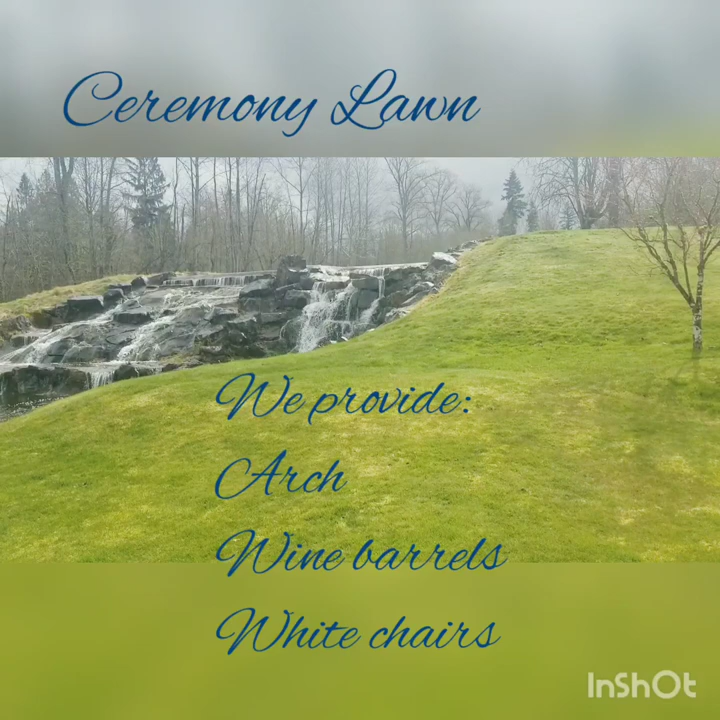 Ceremony Lawn
We provide:
Arch
Wine barrels
White chairs
InShOt